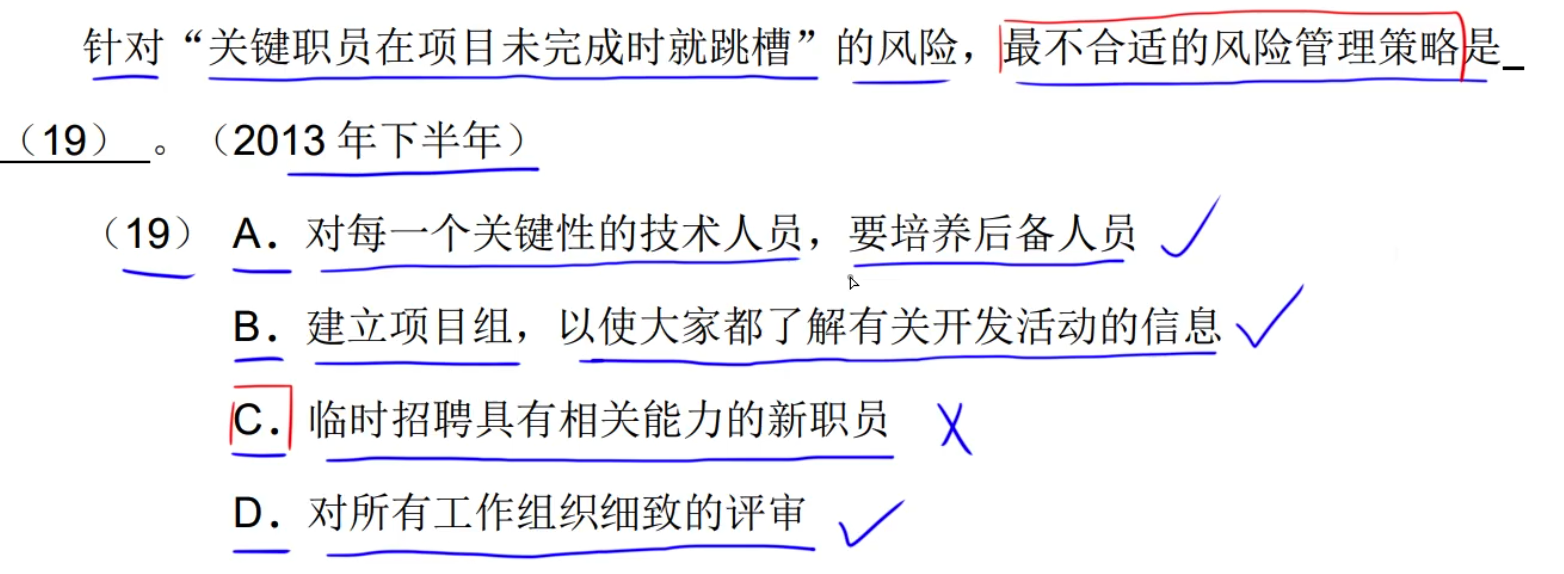 针对“关键职员在项目未完成时就跳槽”的风险，最不合适的风险管理策略是_
（19）。（2013 年下半年）
（19） A．对每一个关键性的技术人员，要培养后备人员
B．建立项目组，以使大家都了解有关开发活动的信息
C．临时招聘具有相关能力的新职员
D．对所有工作组织细致的评审